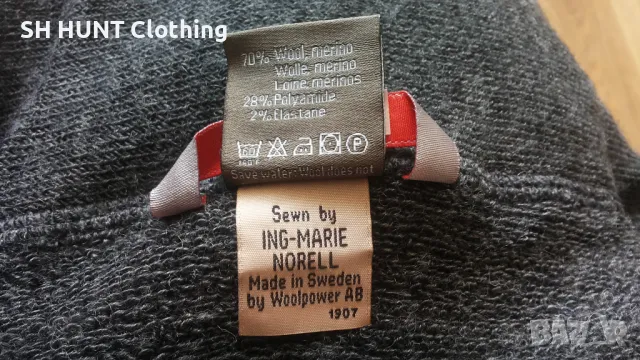 SH HUNT Clothing
70% Wool, merino
Wolle, merino
Laine, mérinos
28% Polyamide
2% Elastane
P
Save water! Wool does not
Sewn by
ING-MARIE
NORELL
Made in Sweden
by Woolpower AB
1907
BAZAR